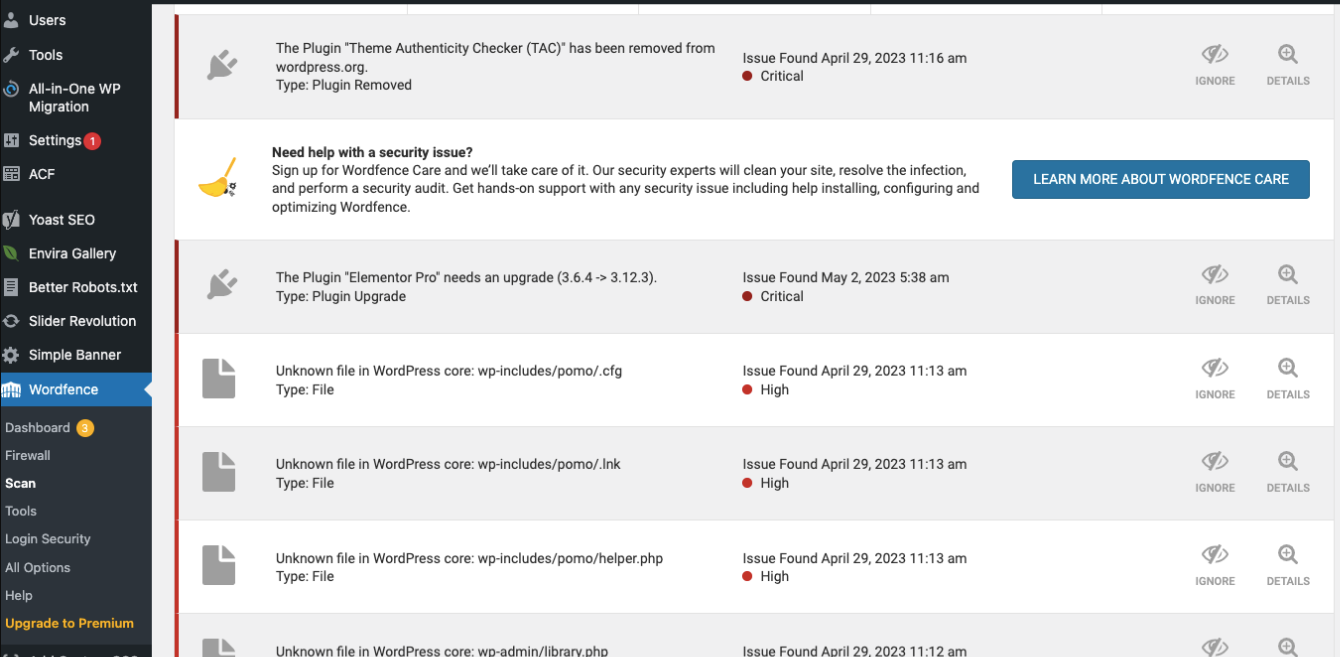 Users
Tools
All-in-One WP
Migration
Settings 1
ACF
Yoast SEO
Envira Gallery
Better Robots.txt
Slider Revolution
Simple Banner
Wordfence
Dashboard 3
Firewall
Scan
Tools
Login Security
All Options
Help
Upgrade to Premium
The Plugin "Theme Authenticity Checker (TAC)" has been removed from
wordpress.org.
Type: Plugin Removed
Issue Found April 29, 2023 11:16 am
Critical
IGNORE
DETAILS
Need help with a security issue?
Sign up for Wordfence Care and we'll take care of it. Our security experts will clean your site, resolve the infection,
and perform a security audit. Get hands-on support with any security issue including help installing, configuring and
optimizing Wordfence.
LEARN MORE ABOUT WORDFENCE CARE
The Plugin "Elementor Pro" needs an upgrade (3.6.4 -> 3.12.3).
Type: Plugin Upgrade
Issue Found May 2, 2023 5:38 am
Critical
IGNORE
DETAILS
Unknown file in WordPress core: wp-includes/pomo/.cfg
Type: File
Issue Found April 29, 2023 11:13 am
High
IGNORE
DETAILS
Unknown file in WordPress core: wp-includes/pomo/.lnk
Type: File
Issue Found April 29, 2023 11:13 am
High
IGNORE
DETAILS
Unknown file in WordPress core: wp-includes/pomo/helper.php
Type: File
Issue Found April 29, 2023 11:13 am
High
IGNORE
DETAILS
Unknown file in WordPress core: wp-admin/library.php
Issue Found April 29, 2023 11:12 am